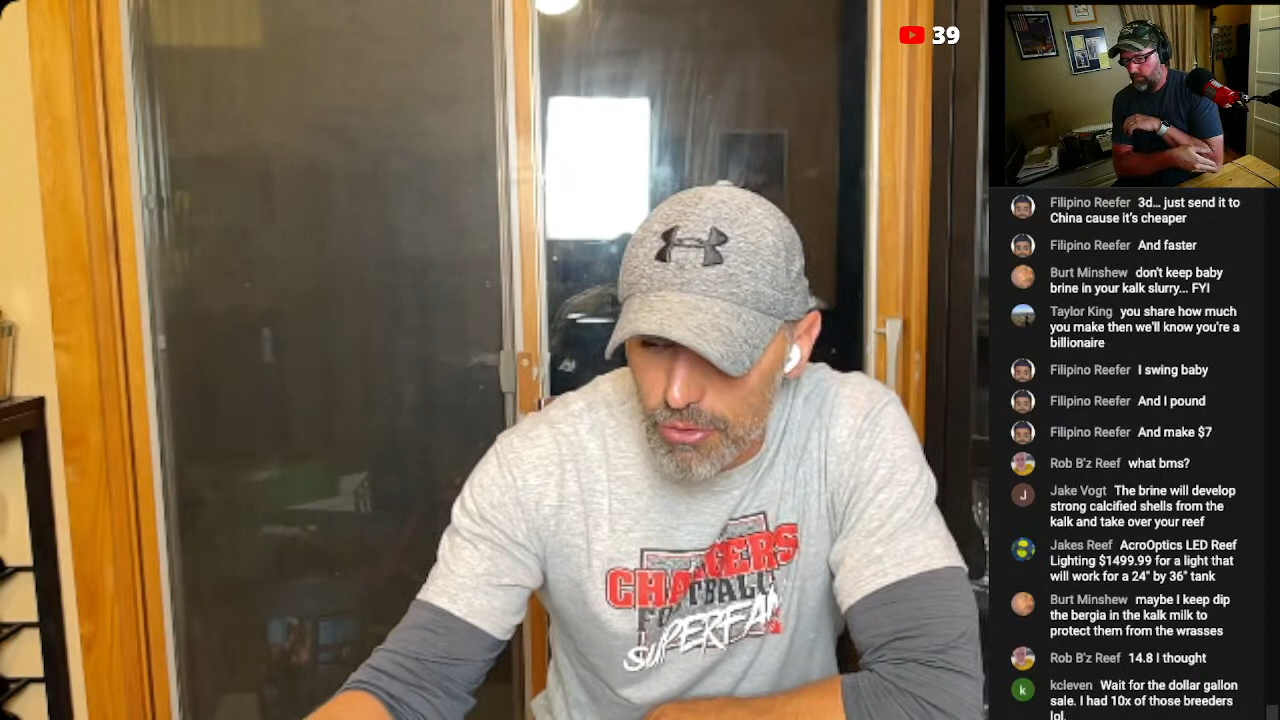 39
CHARGERS
FOOTBALL
SUPERFAN
Filipino Reefer 3d... just send it to
China cause it's cheaper
Filipino Reefer And faster
Burt Minshew don't keep baby
brine in your kalk slurry... FYI
Taylor King you share how much
you make then we'll know you're a
billionaire
Filipino Reefer I swing baby
Filipino Reefer And I pound
Filipino Reefer And make $7
Rob B'z Reef what bms?
J
Jake Vogt The brine will develop
strong calcified shells from the
kalk and take over your reef
Jakes Reef AcroOptics LED Reef
Lighting $1499.99 for a light that
will work for a 24" by 36" tank
Burt Minshew maybe I keep dip
the bergia in the kalk milk to
protect them from the wrasses
Rob B'z Reef 14.8 I thought
k
kcleven Wait for the dollar gallon
sale. I had 10x of those breeders
lol.